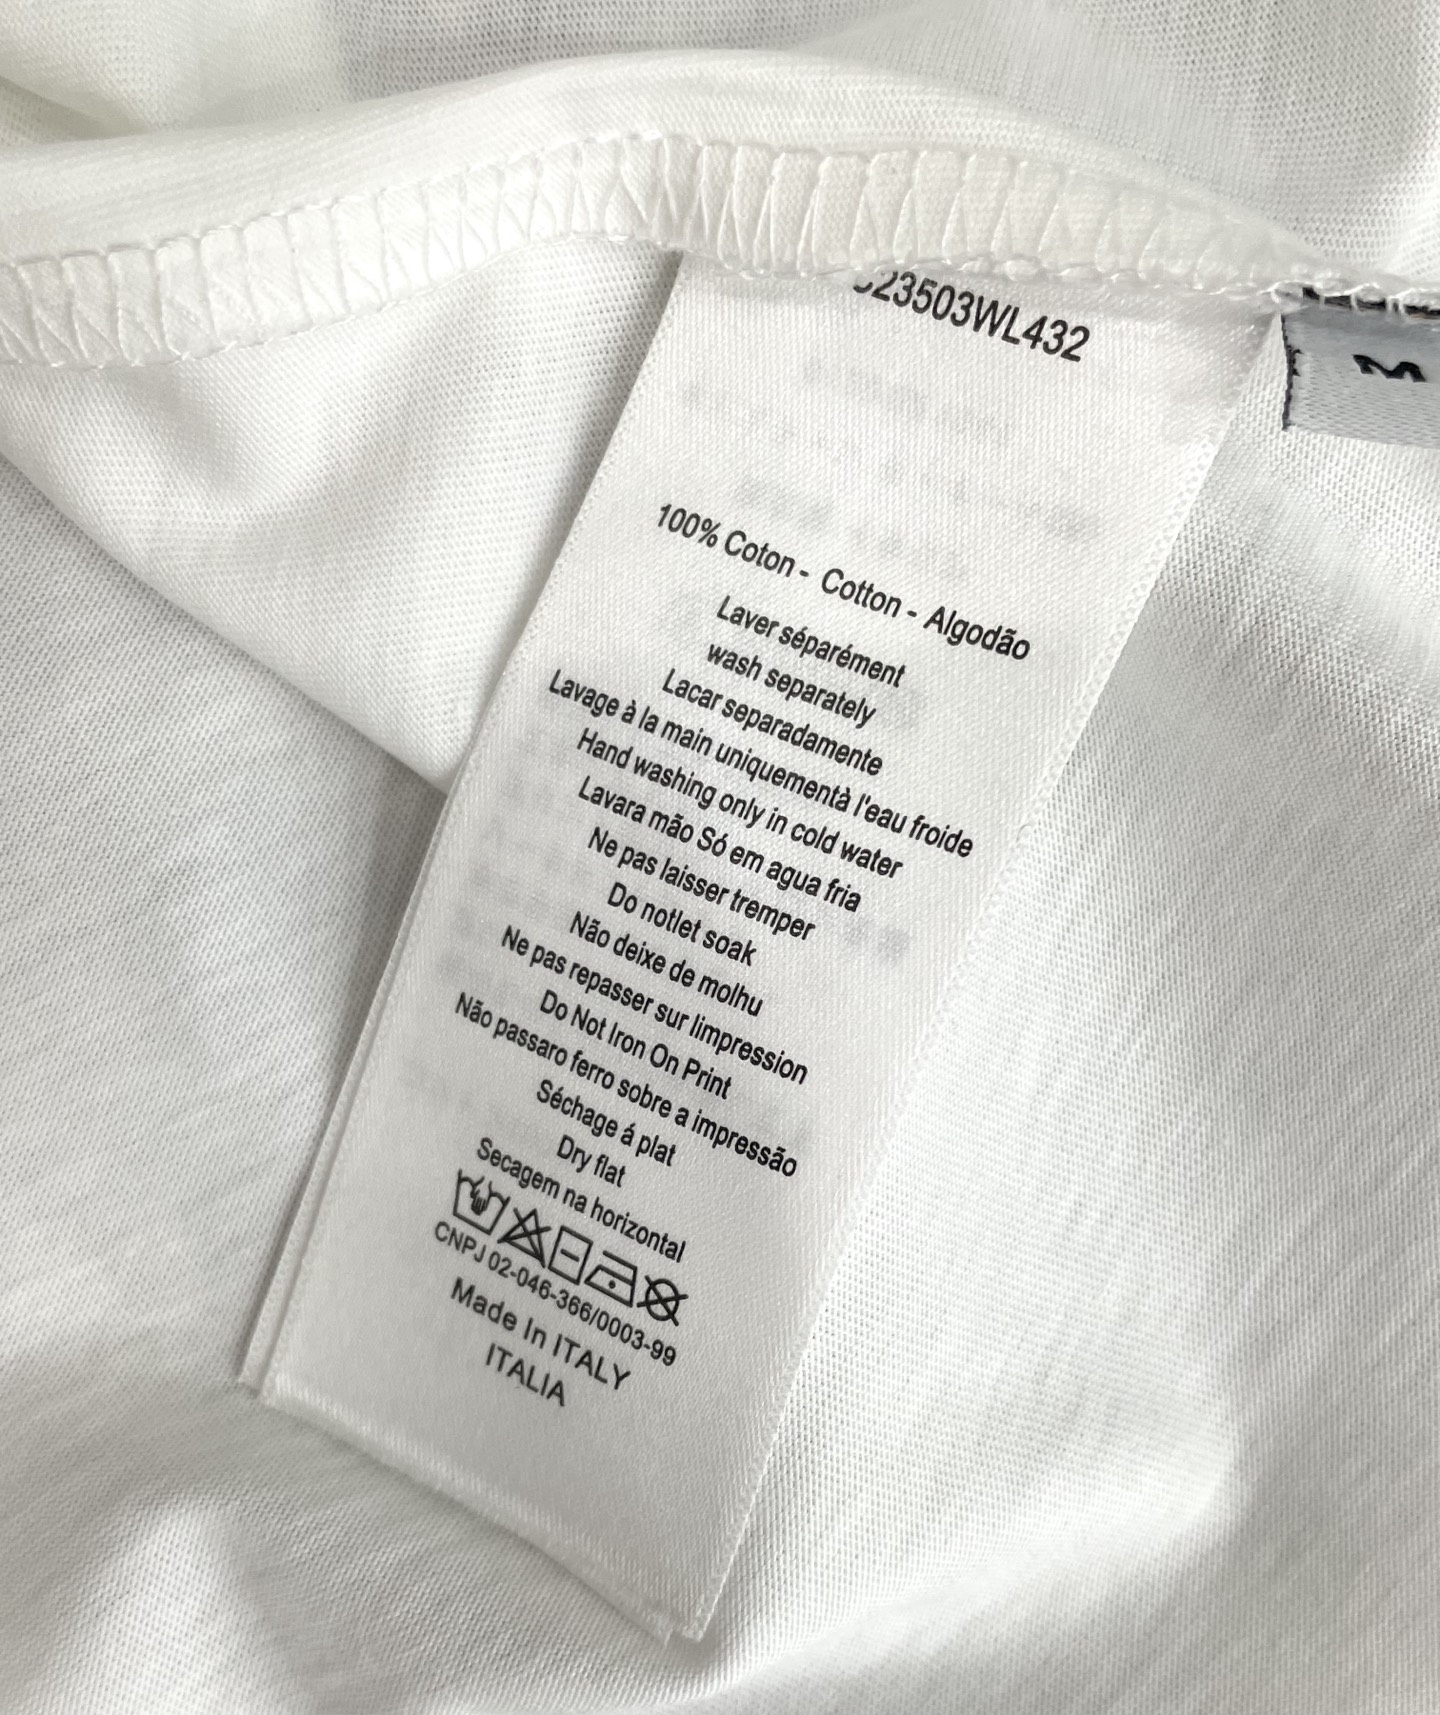 23503WL432
M
100% Coton - Cotton - Algodão
Laver séparément
wash separately
Lacar separadamente
Lavage à la main uniquementà l'eau froide
Hand washing only in cold water
Lavara mão Só em agua fria
Ne pas laisser tremper
Do notlet soak
Não deixe de molhu
Ne pas repasser sur limpression
Do Not Iron On Print
Não passaro ferro sobre a impressão
Séchage á plat
Dry flat
Secagem na horizontal
CNPJ 02-046-366/0003-99
Made In ITALY
ITALIA